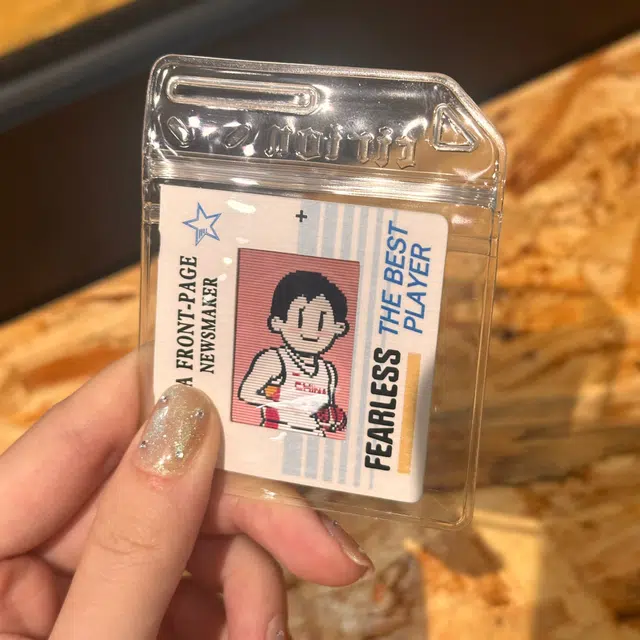 A FRONT-PAGE
NEWSMAKER
CHINA
FEARLESS THE BEST
PLAYER